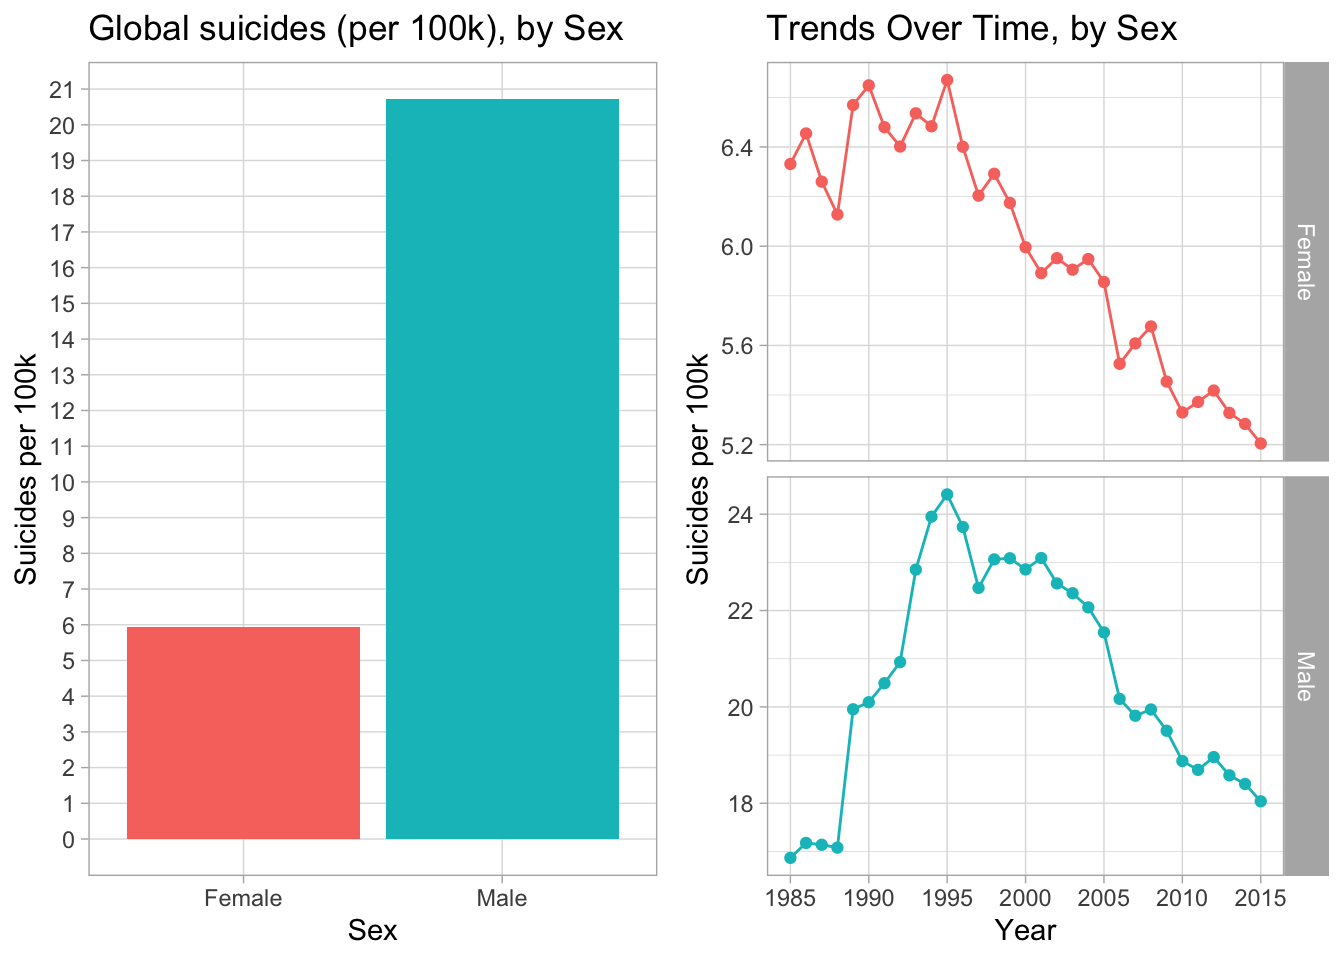 Global suicides (per 100k), by Sex
Suicides per 100k
21
20
19
18
17
16
15
14
13
12
11
10
9
8
7
6
5
4
3
2
1
0
Female
Male
Sex
Trends Over Time, by Sex
Suicides per 100k
6.4
6.0
5.6
5.2
Female
24
22
20
18
Male
1985 1990 1995 2000 2005 2010 2015
Year